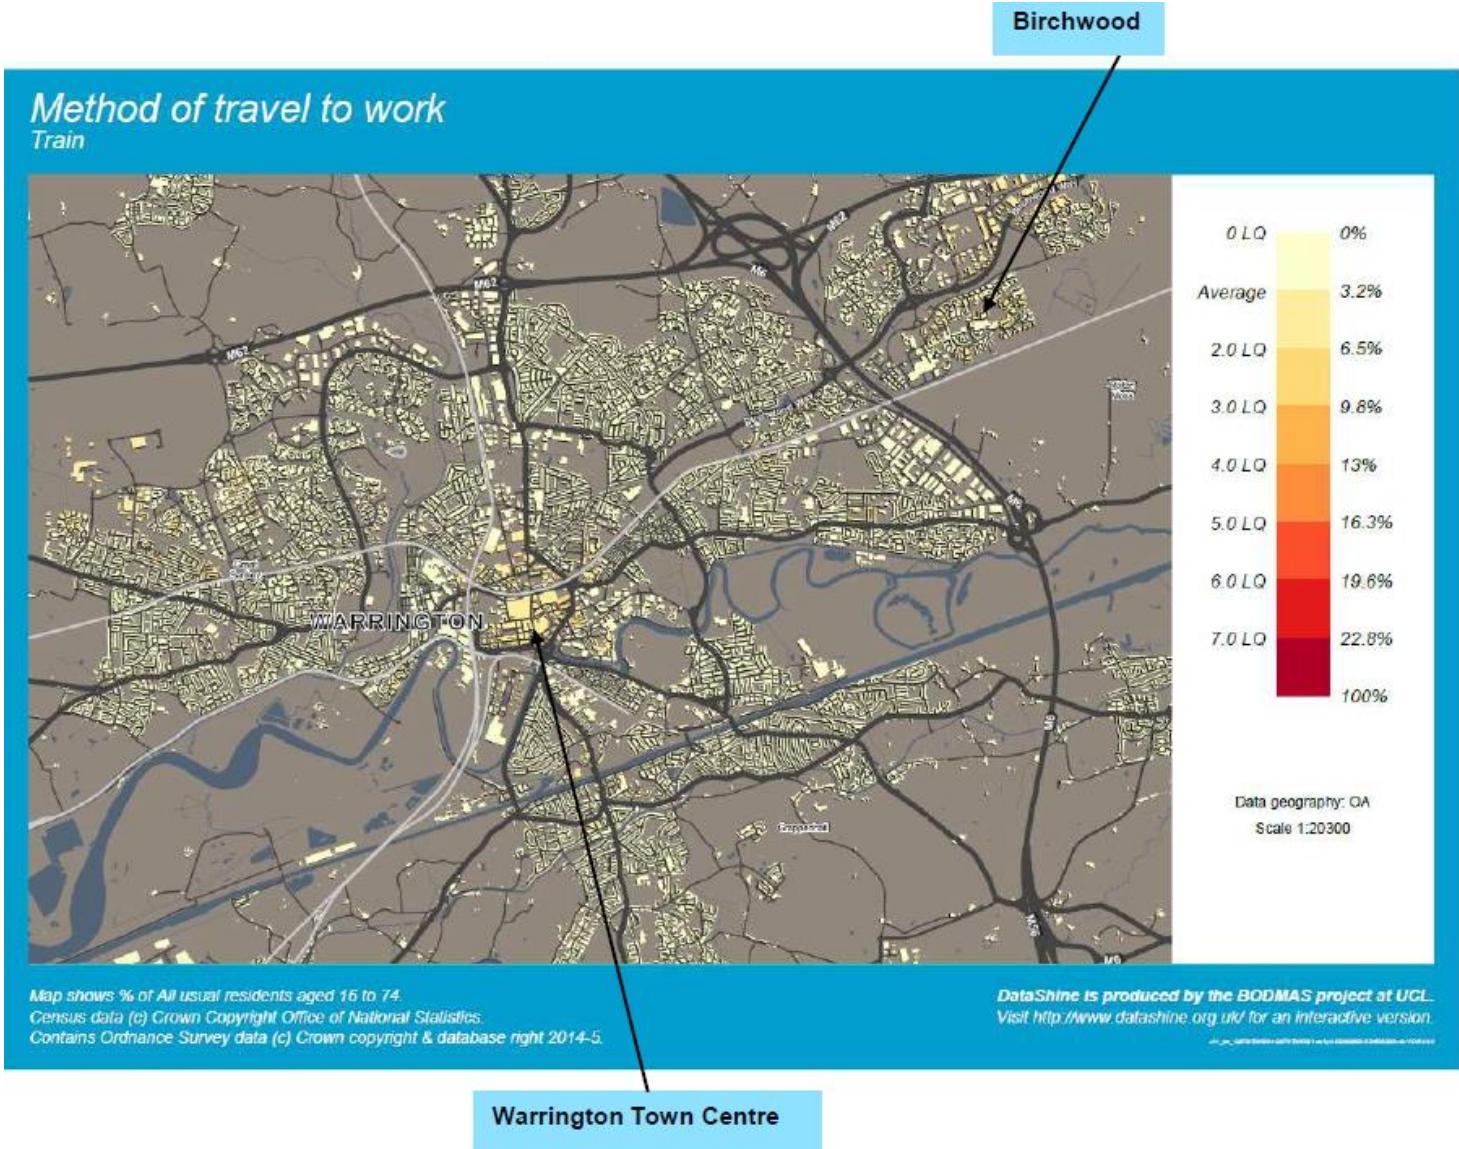 Birchwood
Method of travel to work
Train
M62
M62
M6
M62
M6
WARRINGTON
Grappenhall
M6
0 LQ 0%
Average 3.2%
2.0 LQ 6.5%
3.0 LQ 9.8%
4.0 LQ 13%
5.0 LQ 16.3%
6.0 LQ 19.6%
7.0 LQ 22.8%
100%
Data geography: OA
Scale 1:20300
Map shows % of All usual residents aged 16 to 74.
Census data (c) Crown Copyright Office of National Statistics.
Contains Ordnance Survey data (c) Crown copyright & database right 2014-5.
DataShine is produced by the BODMAS project at UCL.
Visit http://www.datashine.org.uk/ for an interactive version.
Warrington Town Centre